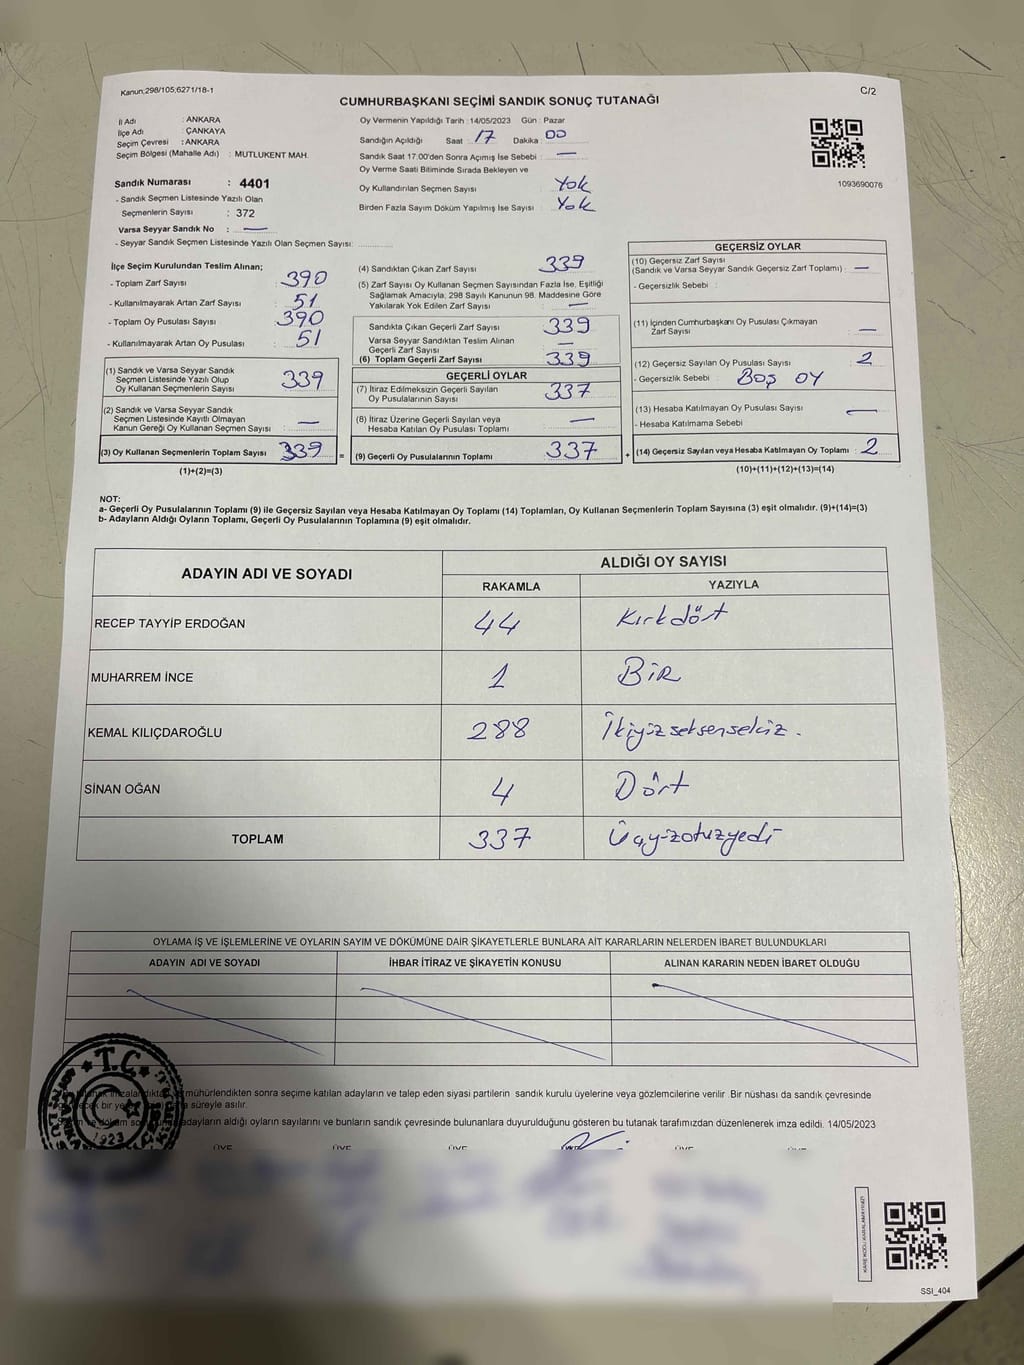 Kanun:298/105;6271/18-1
C/2
CUMHURBAŞKANI SEÇİMİ SANDIK SONUÇ TUTANAĞI
İl Adı : ANKARA
İlçe Adı : ÇANKAYA
Seçim Çevresi : ANKARA
Seçim Bölgesi (Mahalle Adı) : MUTLUKENT MAH.
Sandık Numarası : 4401
- Sandık Seçmen Listesinde Yazılı Olan
Seçmenlerin Sayısı : 372
Varsa Seyyar Sandık No : —
- Seyyar Sandık Seçmen Listesinde Yazılı Olan Seçmen Sayısı: ............
Oy Vermenin Yapıldığı Tarih :14/05/2023 Gün : Pazar
Sandığın Açıldığı Saat : 17 Dakika : 00
Sandık Saat 17:00'den Sonra Açımış İse Sebebi : —
Oy Verme Saati Bitiminde Sırada Bekleyen ve
Oy Kullandırılan Seçmen Sayısı : Yok
Birden Fazla Sayım Döküm Yapılmış İse Sayısı : Yok
1093690076
İlçe Seçim Kurulundan Teslim Alınan;
- Toplam Zarf Sayısı : 390
- Kullanılmayarak Artan Zarf Sayısı : 51
- Toplam Oy Pusulası Sayısı : 390
- Kullanılmayarak Artan Oy Pusulası : 51
(1) Sandık ve Varsa Seyyar Sandık
Seçmen Listesinde Yazılı Olup
Oy Kullanan Seçmenlerin Sayısı : 339
(2) Sandık ve Varsa Seyyar Sandık
Seçmen Listesinde Kayıtlı Olmayan
Kanun Gereği Oy Kullanan Seçmen Sayısı : —
(3) Oy Kullanan Seçmenlerin Toplam Sayısı : 339
(1)+(2)=(3)
(4) Sandıktan Çıkan Zarf Sayısı : 339
(5) Zarf Sayısı Oy Kullanan Seçmen Sayısından Fazla İse, Eşitliği
Sağlamak Amacıyla; 298 Sayılı Kanunun 98. Maddesine Göre
Yakılarak Yok Edilen Zarf Sayısı : —
Sandıkta Çıkan Geçerli Zarf Sayısı : 339
Varsa Seyyar Sandıktan Teslim Alınan
Geçerli Zarf Sayısı : —
(6) Toplam Geçerli Zarf Sayısı : 339
GEÇERLİ OYLAR
(7) İtiraz Edilmeksizin Geçerli Sayılan
Oy Pusulalarının Sayısı : 337
(8) İtiraz Üzerine Geçerli Sayılan veya
Hesaba Katılan Oy Pusulası Toplamı : —
= (9) Geçerli Oy Pusulalarının Toplamı : 337
GEÇERSİZ OYLAR
(10) Geçersiz Zarf Sayısı
(Sandık ve Varsa Seyyar Sandık Geçersiz Zarf Toplamı) : —
- Geçersizlik Sebebi :
(11) İçinden Cumhurbaşkanı Oy Pusulası Çıkmayan
Zarf Sayısı : —
(12) Geçersiz Sayılan Oy Pusulası Sayısı : 2
- Geçersizlik Sebebi : Boş OY
(13) Hesaba Katılmayan Oy Pusulası Sayısı : —
- Hesaba Katılmama Sebebi
+ (14) Geçersiz Sayılan veya Hesaba Katılmayan Oy Toplamı : 2
(10)+(11)+(12)+(13)=(14)
NOT:
a- Geçerli Oy Pusulalarının Toplamı (9) ile Geçersiz Sayılan veya Hesaba Katılmayan Oy Toplamı (14) Toplamları, Oy Kullanan Seçmenlerin Toplam Sayısına (3) eşit olmalıdır. (9)+(14)=(3)
b- Adayların Aldığı Oyların Toplamı, Geçerli Oy Pusulalarının Toplamına (9) eşit olmalıdır.
ADAYIN ADI VE SOYADI ALDIĞI OY SAYISI
RAKAMLA YAZIYLA
RECEP TAYYİP ERDOĞAN 44 Kırkdört
MUHARREM İNCE 1 BİR
KEMAL KILIÇDAROĞLU 288 İkiyüzseksensekiz.
SİNAN OĞAN 4 Dört
TOPLAM 337 Üçyüzotuzyedi
OYLAMA İŞ VE İŞLEMLERİNE VE OYLARIN SAYIM VE DÖKÜMÜNE DAİR ŞİKAYETLERLE BUNLARA AİT KARARLARIN NELERDEN İBARET BULUNDUKLARI
ADAYIN ADI VE SOYADI İHBAR İTİRAZ VE ŞİKAYETİN KONUSU ALINAN KARARIN NEDEN İBARET OLDUĞU
mühürlendikten sonra seçime katılan adayların ve talep eden siyasi partilerin sandık kurulu üyelerine veya gözlemcilerine verilir. Bir nüshası da sandık çevresinde
süreyle asılır.
adayların aldığı oyların sayılarını ve bunların sandık çevresinde bulunanlara duyurulduğunu gösteren bu tutanak tarafımızdan düzenlenerek imza edildi. 14/05/2023
T.C.
1923
ÜYE ÜYE ÜYE ÜYE ÜYE
KARE KODU KARALAMAYINIZ!
SSI_404